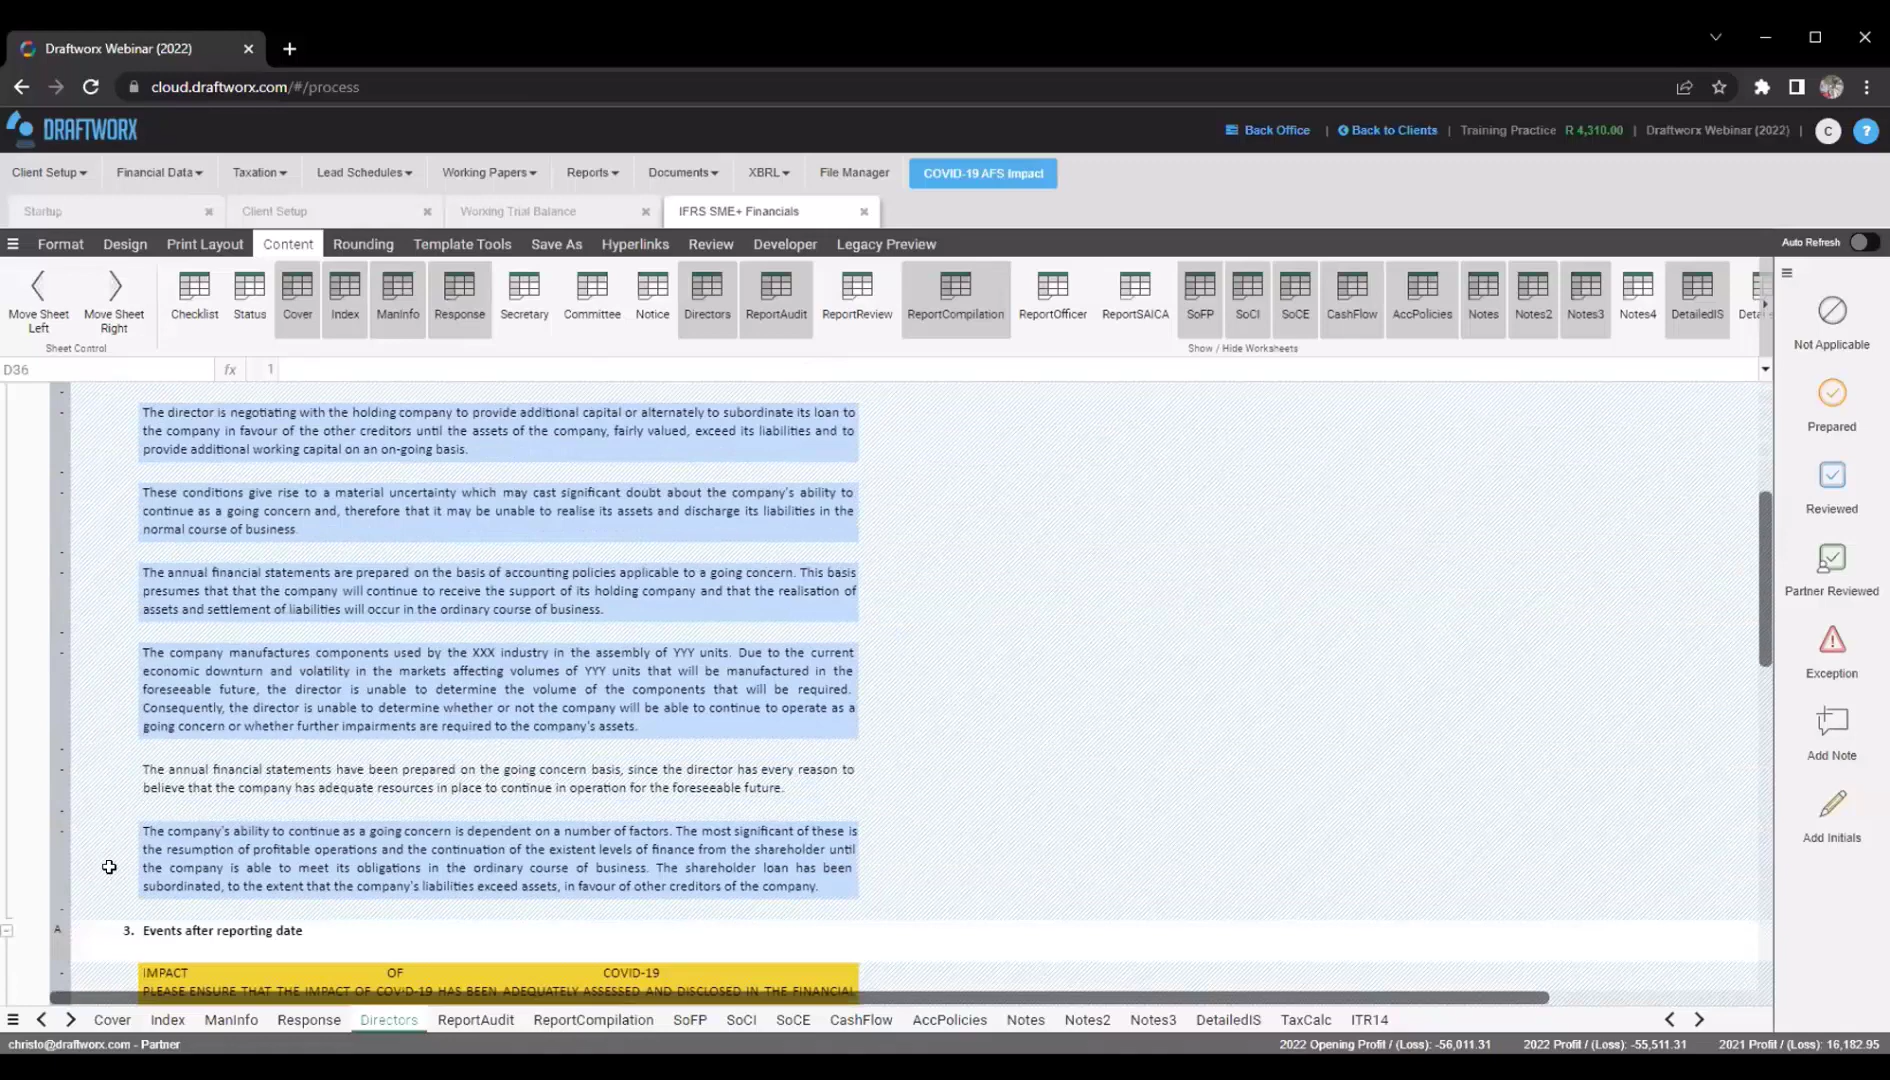 Draftworx Webinar (2022)
cloud.draftworx.com/#/process
DRAFTWORX
Back Office | Back to Clients | Training Practice R 4,310.00 | Draftworx Webinar (2022) | C ?
Client Setup Financial Data Taxation Lead Schedules Working Papers Reports Documents XBRL File Manager COVID-19 AFS Impact
Startup Client Setup Working Trial Balance IFRS SME+ Financials
Format Design Print Layout Content Rounding Template Tools Save As Hyperlinks Review Developer Legacy Preview Auto Refresh
Move Sheet Left Move Sheet Right Checklist Status Cover Index ManInfo Response Secretary Committee Notice Directors ReportAudit ReportReview ReportCompilation ReportOfficer ReportSAICA SoFP SoCI SoCE CashFlow AccPolicies Notes Notes2 Notes3 Notes4 DetailedIS
Sheet Control Show / Hide Worksheets
D36 fx 1
The director is negotiating with the holding company to provide additional capital or alternately to subordinate its loan to
the company in favour of the other creditors until the assets of the company, fairly valued, exceed its liabilities and to
provide additional working capital on an on-going basis.
These conditions give rise to a material uncertainty which may cast significant doubt about the company's ability to
continue as a going concern and, therefore that it may be unable to realise its assets and discharge its liabilities in the
normal course of business.
The annual financial statements are prepared on the basis of accounting policies applicable to a going concern. This basis
presumes that that the company will continue to receive the support of its holding company and that the realisation of
assets and settlement of liabilities will occur in the ordinary course of business.
The company manufactures components used by the XXX industry in the assembly of YYY units. Due to the current
economic downturn and volatility in the markets affecting volumes of YYY units that will be manufactured in the
foreseeable future, the director is unable to determine the volume of the components that will be required.
Consequently, the director is unable to determine whether or not the company will be able to continue to operate as a
going concern or whether further impairments are required to the company's assets.
The annual financial statements have been prepared on the going concern basis, since the director has every reason to
believe that the company has adequate resources in place to continue in operation for the foreseeable future.
The company's ability to continue as a going concern is dependent on a number of factors. The most significant of these is
the resumption of profitable operations and the continuation of the existent levels of finance from the shareholder until
the company is able to meet its obligations in the ordinary course of business. The shareholder loan has been
subordinated, to the extent that the company's liabilities exceed assets, in favour of other creditors of the company.
A 3. Events after reporting date
IMPACT OF COVID-19
PLEASE ENSURE THAT THE IMPACT OF COVID-19 HAS BEEN ADEQUATELY ASSESSED AND DISCLOSED IN THE FINANCIAL
Not Applicable
Prepared
Reviewed
Partner Reviewed
Exception
Add Note
Add Initials
Cover Index ManInfo Response Directors ReportAudit ReportCompilation SoFP SoCI SoCE CashFlow AccPolicies Notes Notes2 Notes3 DetailedIS TaxCalc ITR14
christo@draftworx.com - Partner 2022 Opening Profit / (Loss): -56,011.31 2022 Profit / (Loss): -55,511.31 2021 Profit / (Loss): 16,182.95